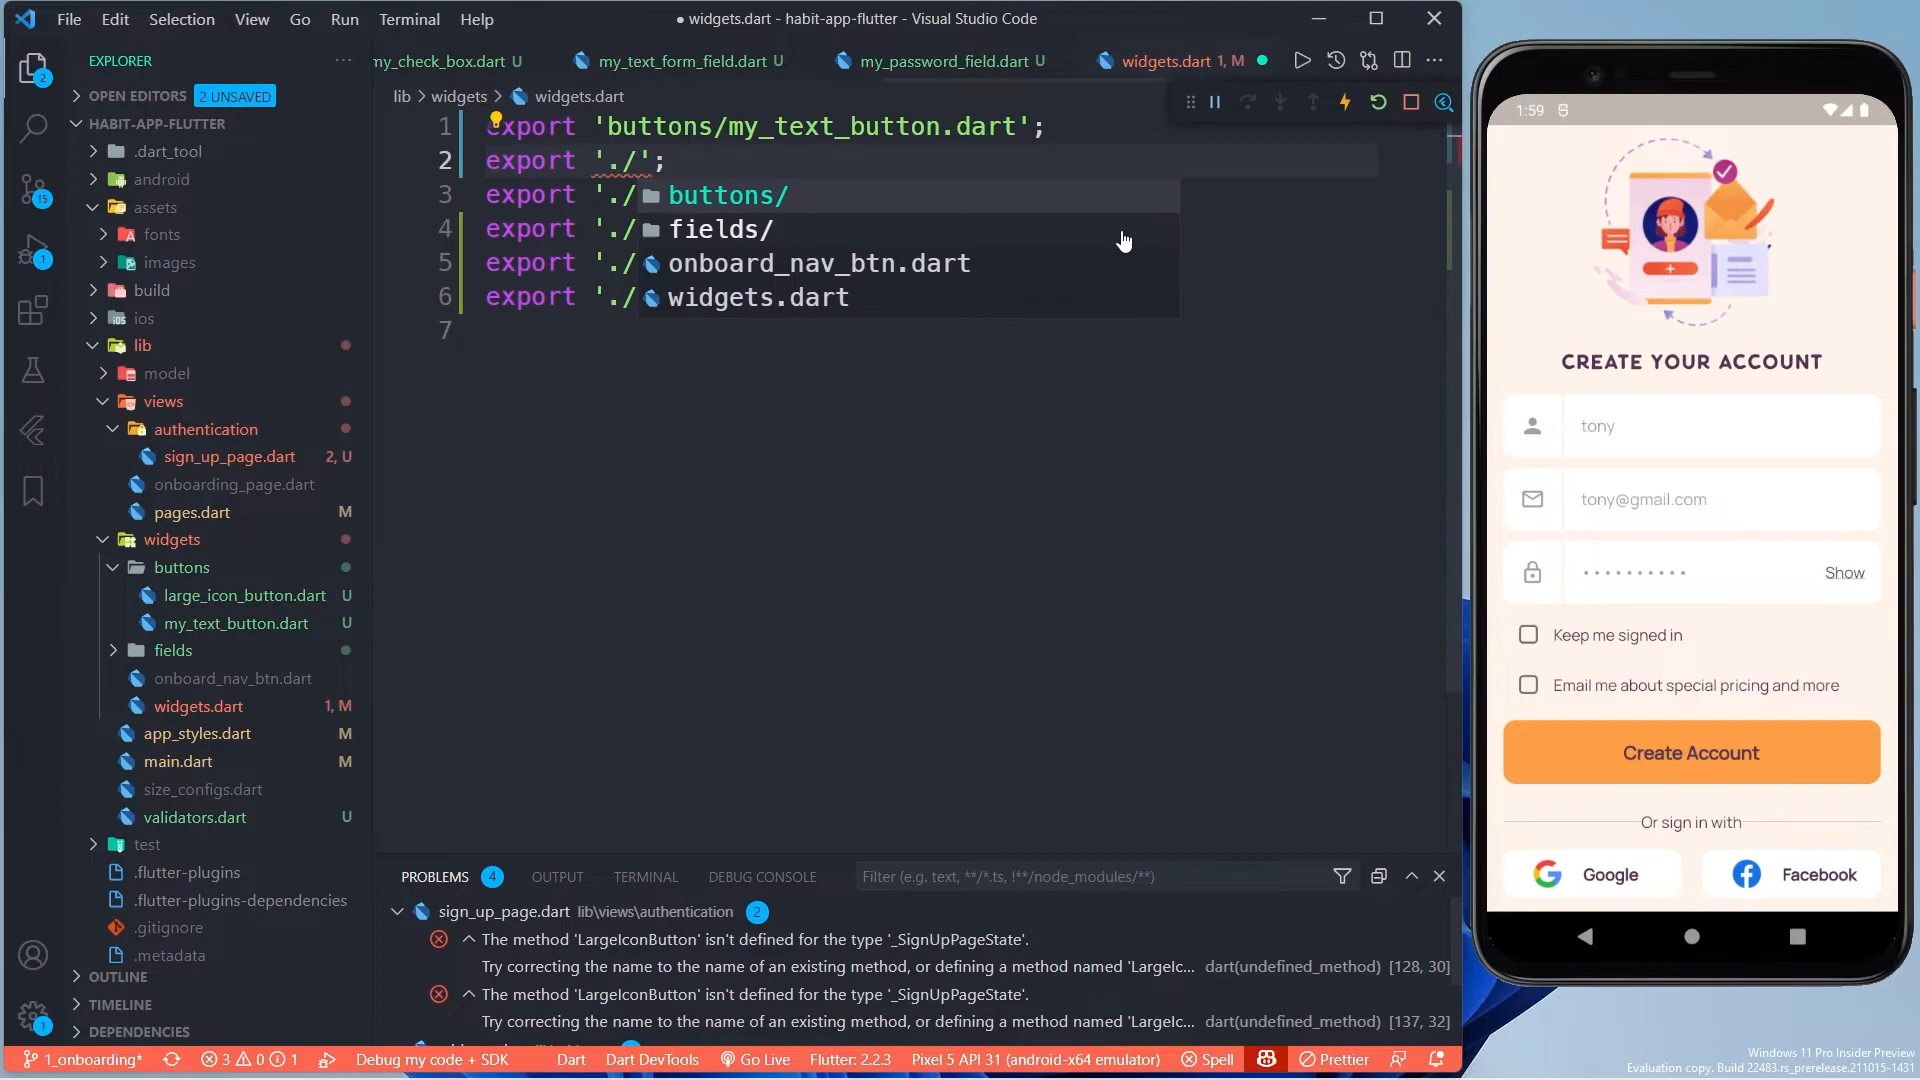 File Edit Selection View Go Run Terminal Help
● widgets.dart - habit-app-flutter - Visual Studio Code
EXPLORER
my_check_box.dart U
my_text_form_field.dart U
my_password_field.dart U
widgets.dart 1, M
OPEN EDITORS 2 UNSAVED
lib > widgets > widgets.dart
HABIT-APP-FLUTTER
.dart_tool
android
assets
fonts
images
build
ios
lib
model
views
authentication
sign_up_page.dart 2, U
onboarding_page.dart
pages.dart M
widgets
buttons
large_icon_button.dart U
my_text_button.dart U
fields
onboard_nav_btn.dart
widgets.dart 1, M
app_styles.dart M
main.dart M
size_configs.dart
validators.dart U
test
.flutter-plugins
.flutter-plugins-dependencies
.gitignore
.metadata
OUTLINE
TIMELINE
DEPENDENCIES
2
15
1
1
1 export 'buttons/my_text_button.dart';
2 export './';
3 export './
4 export './
5 export './
6 export './
7
buttons/
fields/
onboard_nav_btn.dart
widgets.dart
PROBLEMS 4 OUTPUT TERMINAL DEBUG CONSOLE
Filter (e.g. text, **/*.ts, !**/node_modules/**)
sign_up_page.dart lib\views\authentication 2
The method 'LargeIconButton' isn't defined for the type '_SignUpPageState'.
Try correcting the name to the name of an existing method, or defining a method named 'LargeIc... dart(undefined_method) [128, 30]
The method 'LargeIconButton' isn't defined for the type '_SignUpPageState'.
Try correcting the name to the name of an existing method, or defining a method named 'LargeIc... dart(undefined_method) [137, 32]
1_onboarding* 3 0 1 Debug my code + SDK Dart Dart DevTools Go Live Flutter: 2.2.3 Pixel 5 API 31 (android-x64 emulator) Spell Prettier
1:59
CREATE YOUR ACCOUNT
tony
tony@gmail.com
Show
Keep me signed in
Email me about special pricing and more
Create Account
Or sign in with
Google
Facebook
Windows 11 Pro Insider Preview
Evaluation copy. Build 22483.rs_prerelease.211015-1431